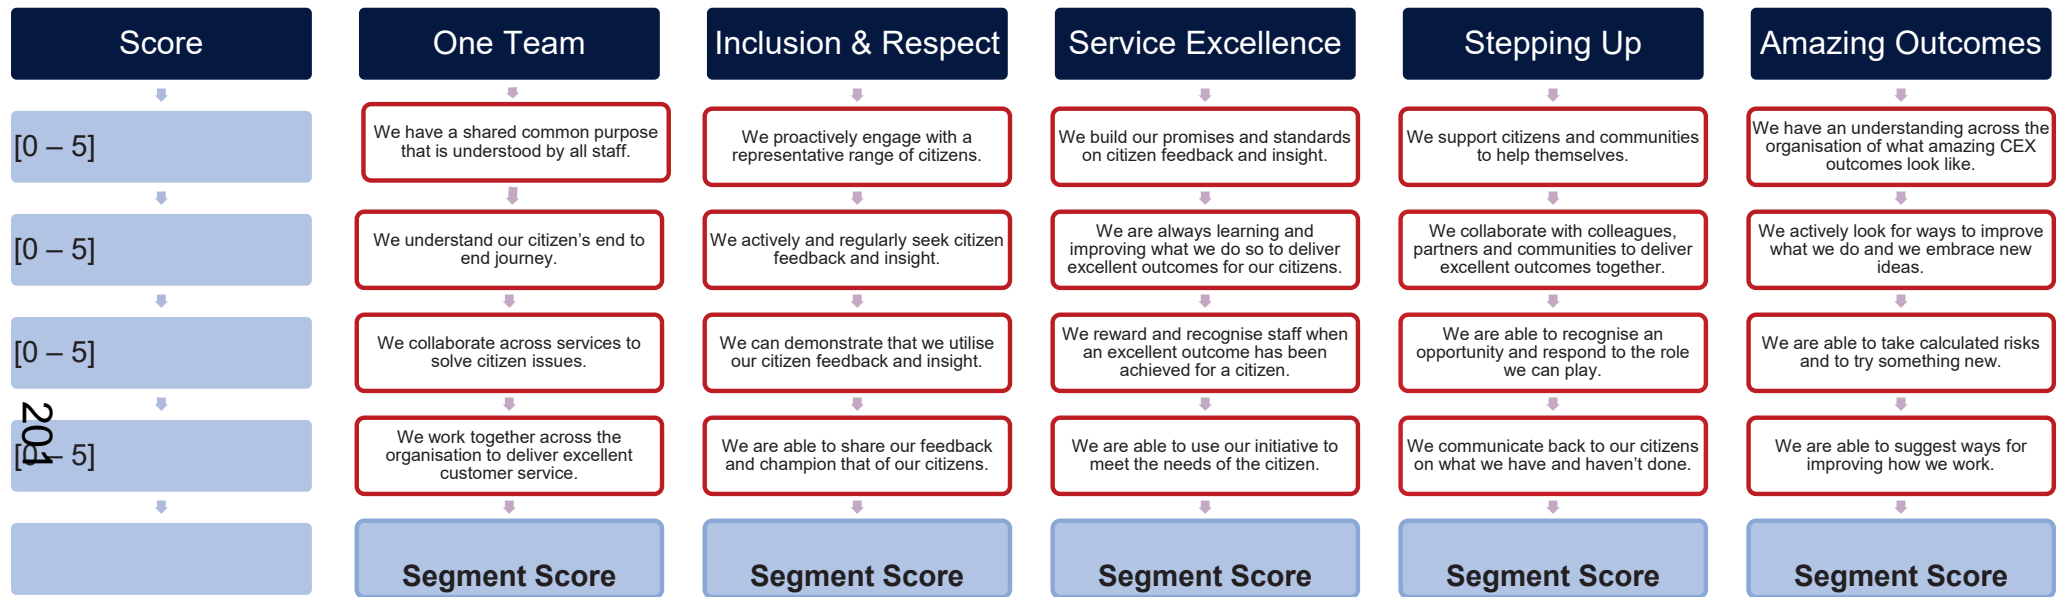 Score
[0 – 5]
[0 – 5]
[0 – 5]
[0 – 5]
201
One Team
We have a shared common purpose
that is understood by all staff.
We understand our citizen’s end to
end journey.
We collaborate across services to
solve citizen issues.
We work together across the
organisation to deliver excellent
customer service.
Segment Score
Inclusion & Respect
We proactively engage with a
representative range of citizens.
We actively and regularly seek citizen
feedback and insight.
We can demonstrate that we utilise
our citizen feedback and insight.
We are able to share our feedback
and champion that of our citizens.
Segment Score
Service Excellence
We build our promises and standards
on citizen feedback and insight.
We are always learning and
improving what we do so to deliver
excellent outcomes for our citizens.
We reward and recognise staff when
an excellent outcome has been
achieved for a citizen.
We are able to use our initiative to
meet the needs of the citizen.
Segment Score
Stepping Up
We support citizens and communities
to help themselves.
We collaborate with colleagues,
partners and communities to deliver
excellent outcomes together.
We are able to recognise an
opportunity and respond to the role
we can play.
We communicate back to our citizens
on what we have and haven’t done.
Segment Score
Amazing Outcomes
We have an understanding across the
organisation of what amazing CEX
outcomes look like.
We actively look for ways to improve
what we do and we embrace new
ideas.
We are able to take calculated risks
and to try something new.
We are able to suggest ways for
improving how we work.
Segment Score